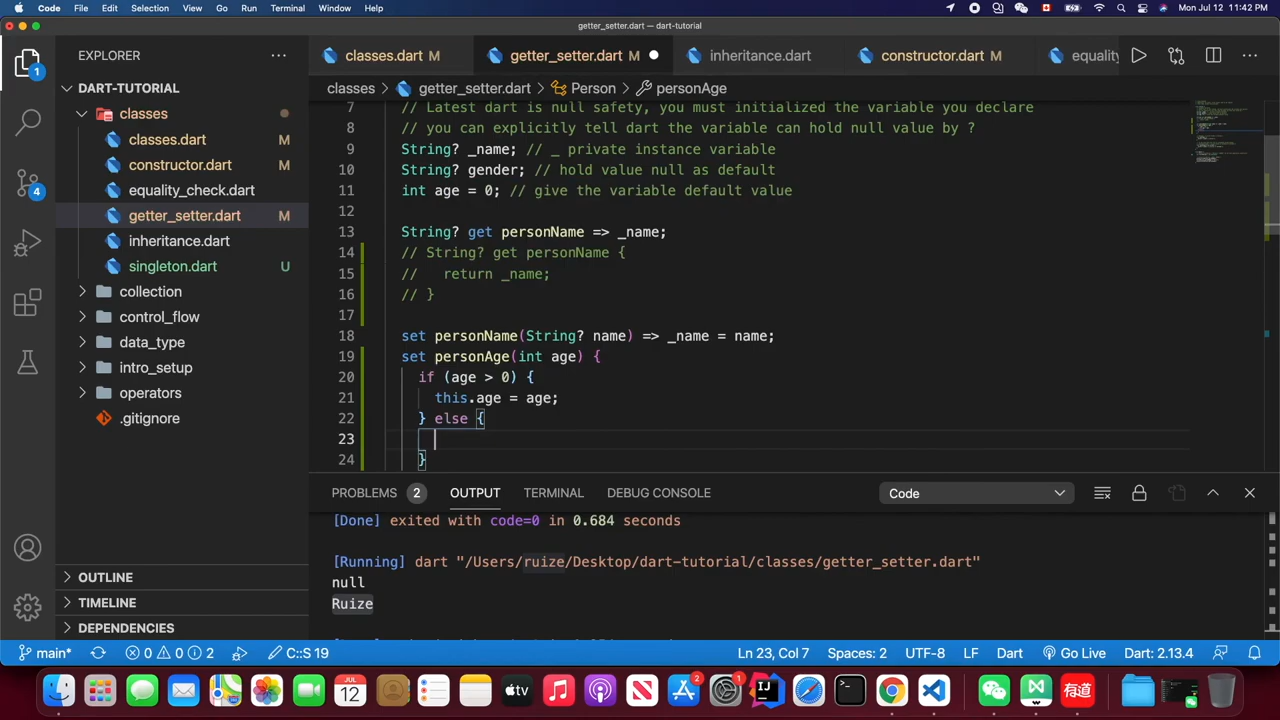 Code File Edit Selection View Go Run Terminal Window Help
Mon Jul 12 11:42 PM
getter_setter.dart — dart-tutorial
EXPLORER
classes.dart M
getter_setter.dart M
inheritance.dart
constructor.dart M
equality
DART-TUTORIAL
classes > getter_setter.dart > Person > personAge
classes
classes.dart M
constructor.dart M
equality_check.dart
getter_setter.dart M
inheritance.dart
singleton.dart U
collection
control_flow
data_type
intro_setup
operators
.gitignore
OUTLINE
TIMELINE
DEPENDENCIES
1
4
7 // Latest dart is null safety, you must initialized the variable you declare
8 // you can explicitly tell dart the variable can hold null value by ?
9 String? _name; // _ private instance variable
10 String? gender; // hold value null as default
11 int age = 0; // give the variable default value
12
13 String? get personName => _name;
14 // String? get personName {
15 //   return _name;
16 // }
17
18 set personName(String? name) => _name = name;
19 set personAge(int age) {
20 if (age > 0) {
21 this.age = age;
22 } else {
23
24 }
PROBLEMS 2 OUTPUT TERMINAL DEBUG CONSOLE
Code
[Done] exited with code=0 in 0.684 seconds
[Running] dart "/Users/ruize/Desktop/dart-tutorial/classes/getter_setter.dart"
null
Ruize
main* 0 0 2 C::S 19
Ln 23, Col 7 Spaces: 2 UTF-8 LF Dart Go Live Dart: 2.13.4
JUL
12
tv
2
1
有道